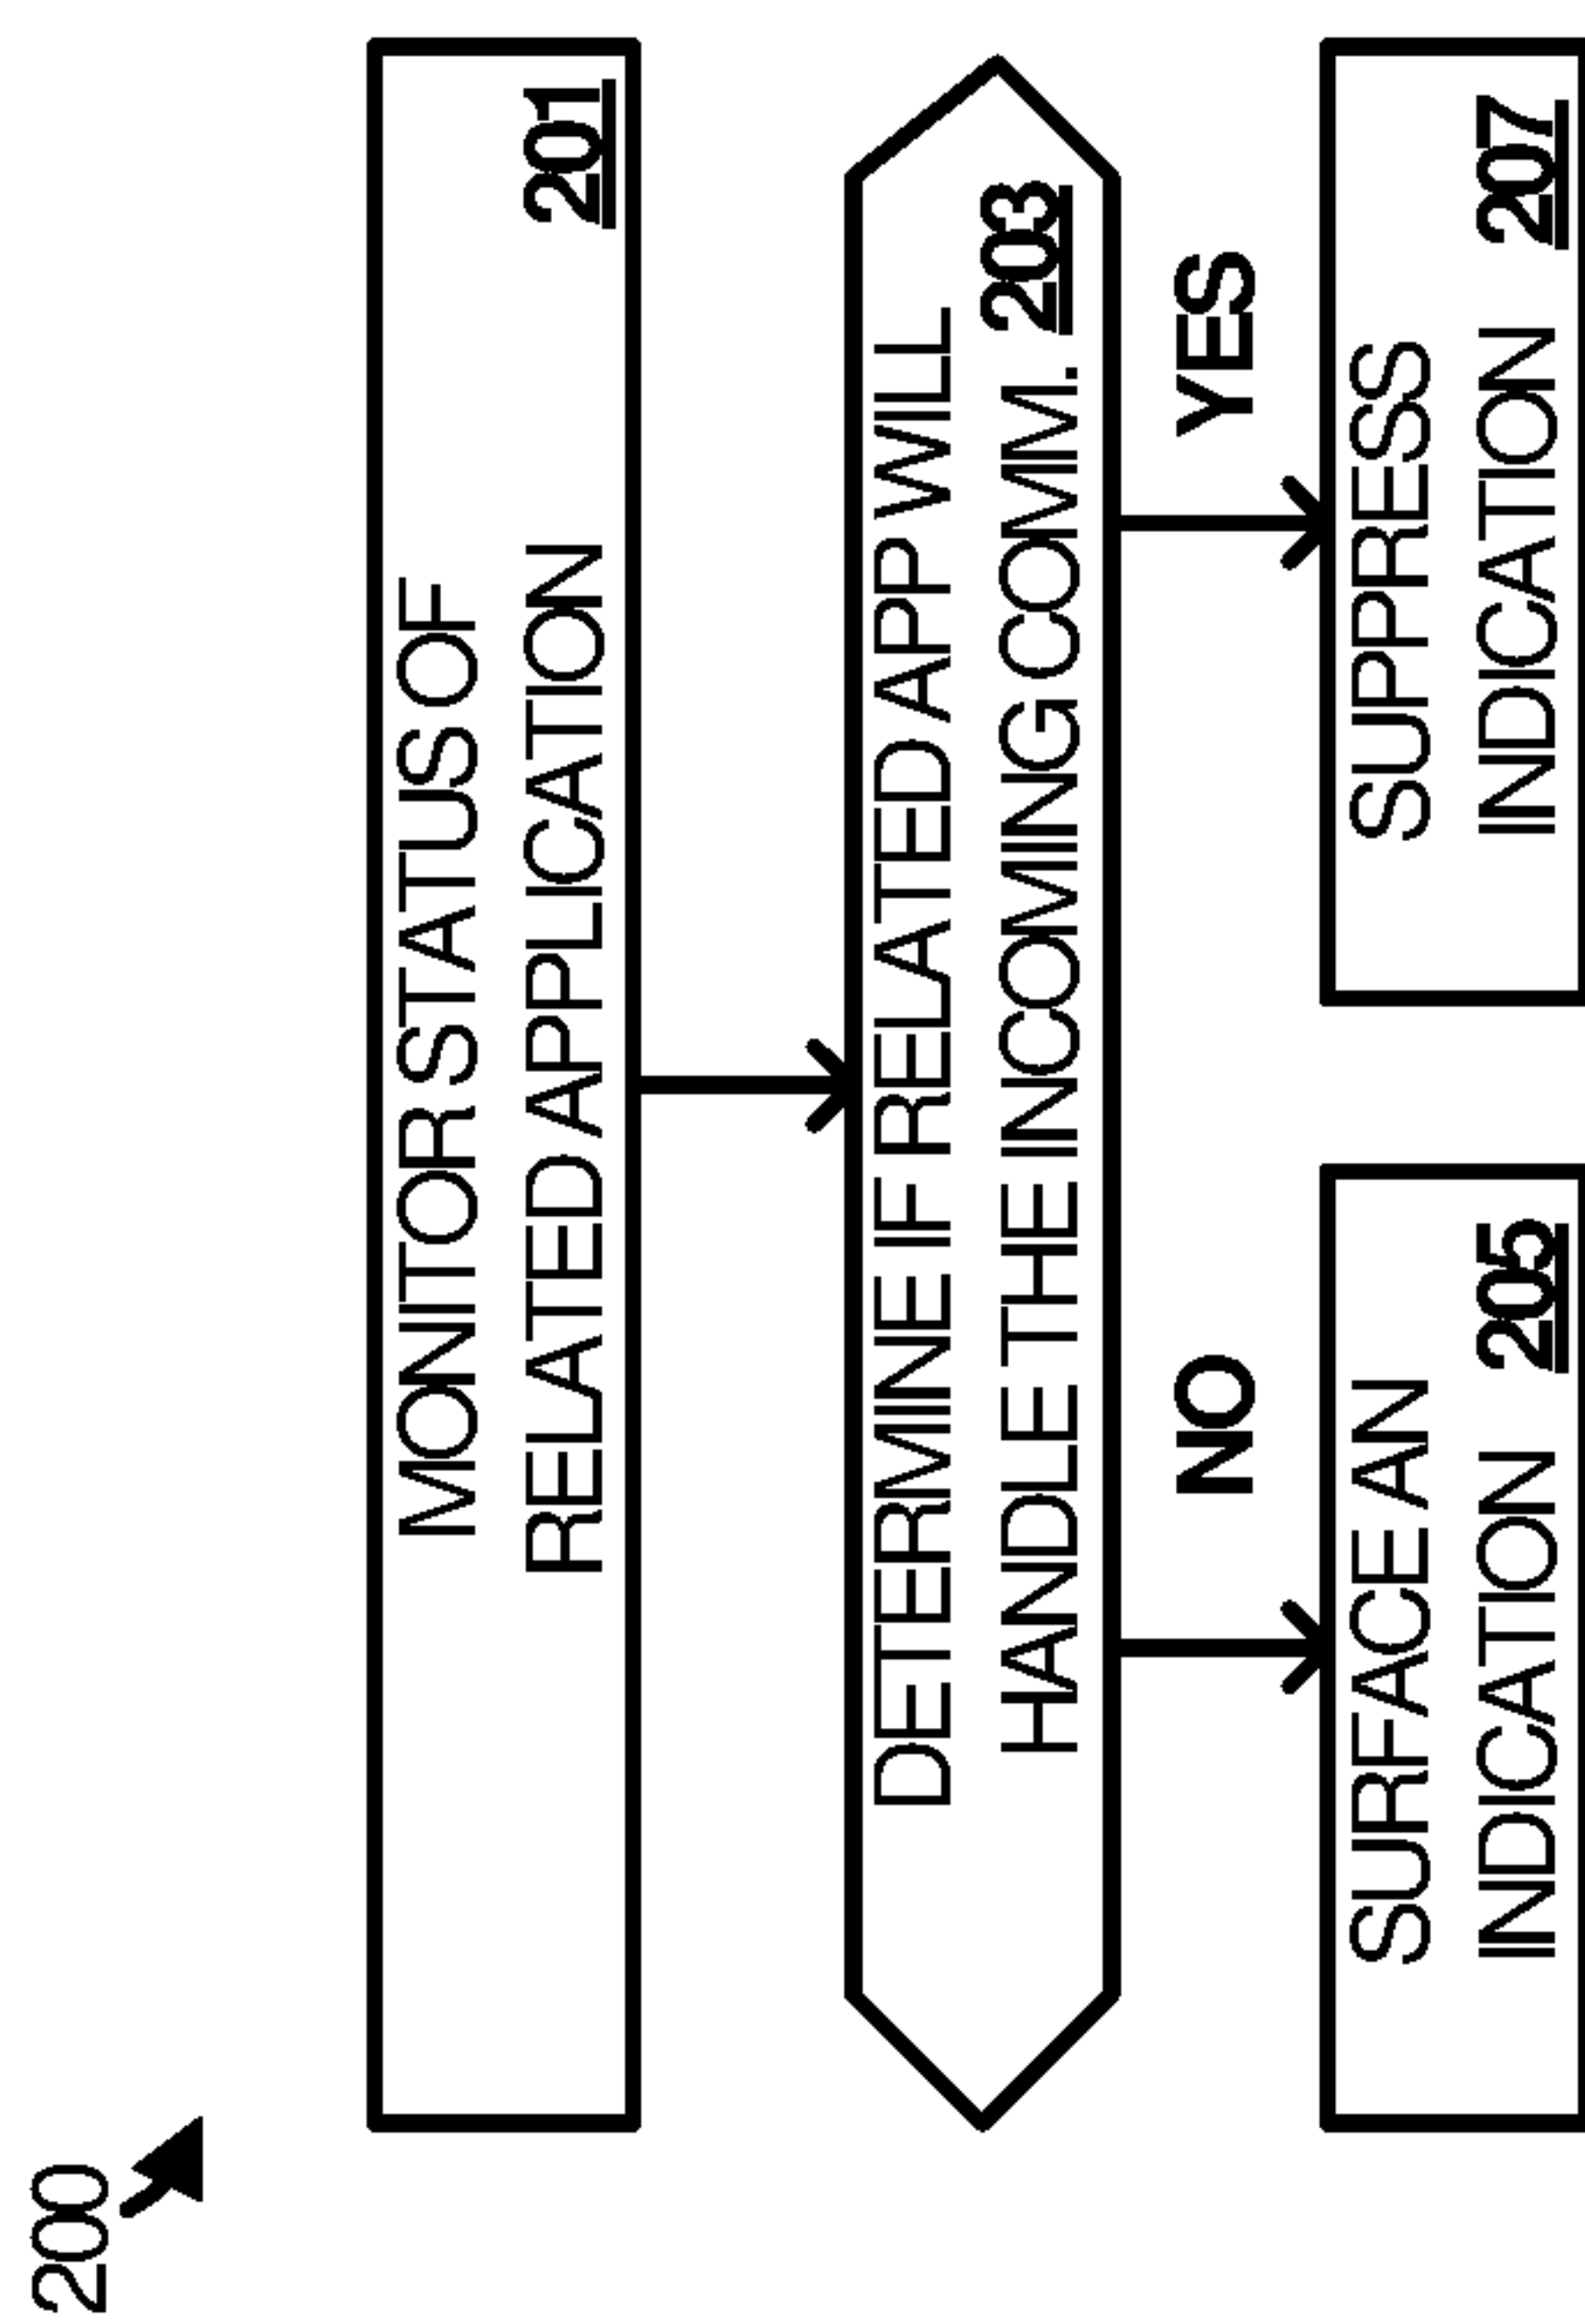 200
MONITOR STATUS OF
RELATED APPLICATION 201
DETERMINE IF RELATED APP WILL
HANDLE THE INCOMING COMM. 203
NO
YES
SURFACE AN
INDICATION 205
SUPPRESS
INDICATION 207